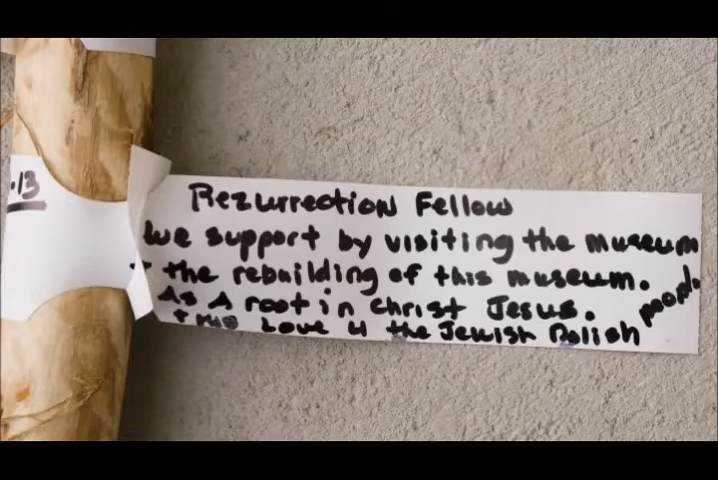 .13
Rezurrection Fellow
we support by visiting the museum
+ the rebuilding of this museum.
As A root in Christ Jesus.
+ Love 4 the Jewish Polish people